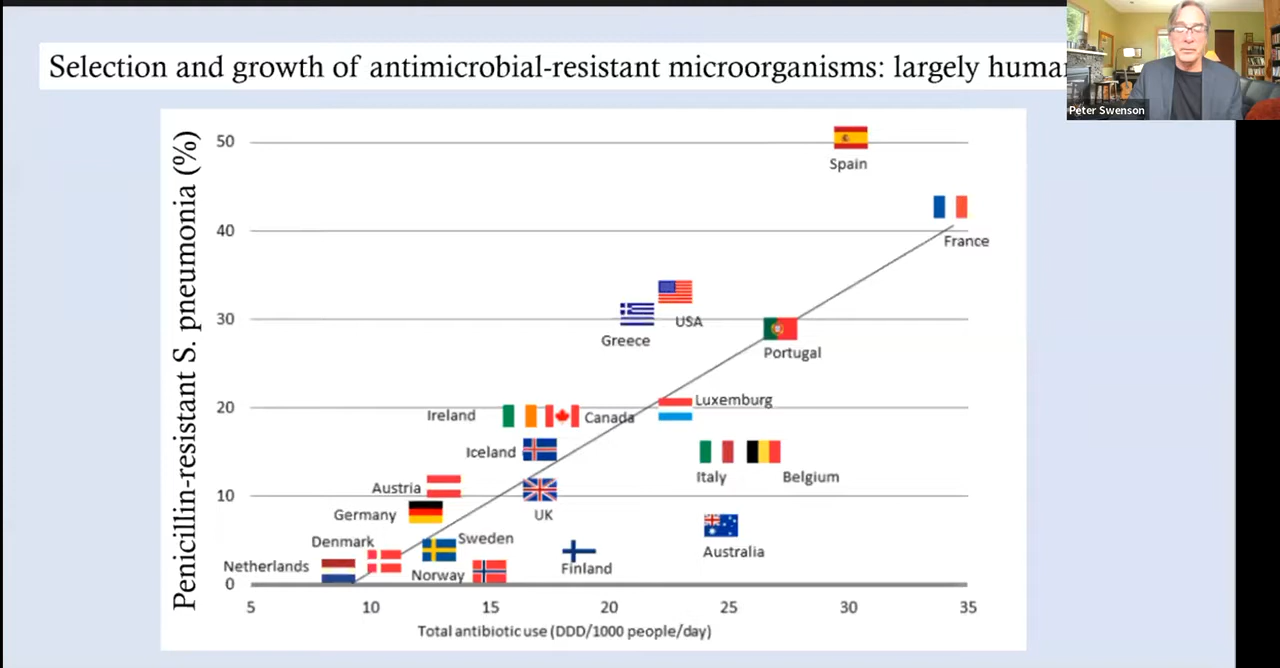 Selection and growth of antimicrobial-resistant microorganisms: largely
Peter Swenson
Penicillin-resistant S. pneumonia (%)
50
40
30
20
10
0
Spain
France
USA
Greece
Portugal
Luxemburg
Ireland
Canada
Iceland
Italy
Belgium
Austria
Germany
UK
Denmark
Sweden
Australia
Netherlands
Norway
Finland
5 10 15 20 25 30 35
Total antibiotic use (DDD/1000 people/day)